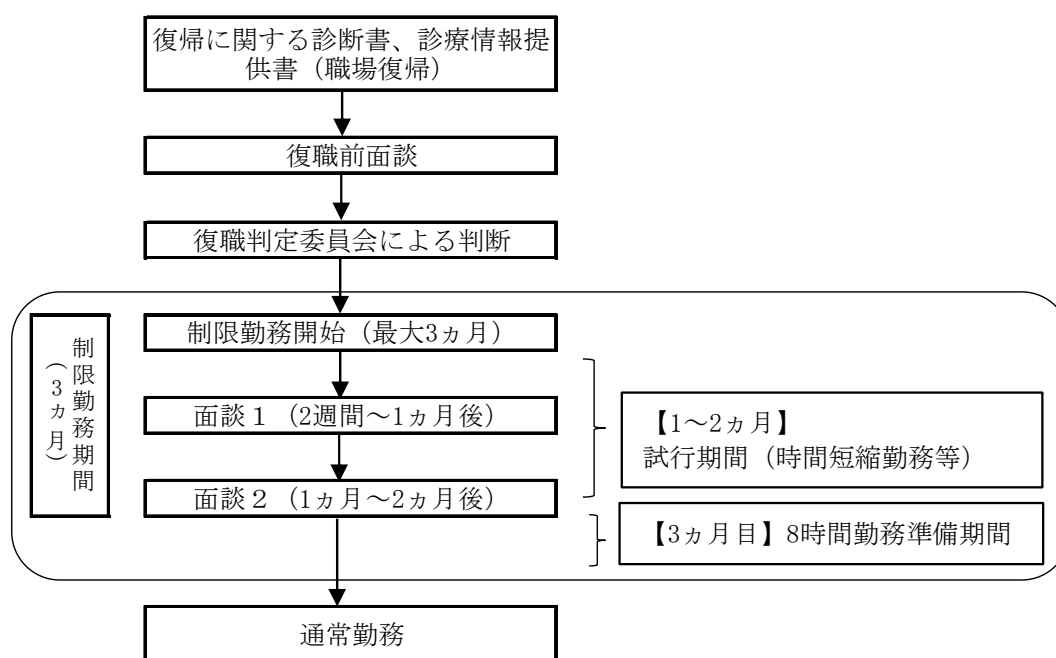 復帰に関する診断書、診療情報提
供書（職場復帰）
復職前面談
復職判定委員会による判断
制限勤務開始（最大3ヵ月）
制限勤務期間
（3ヵ月）
面談１（2週間～1ヵ月後）
【1～2ヵ月】
試行期間（時間短縮勤務等）
面談２（1ヵ月～2ヵ月後）
【3ヵ月目】8時間勤務準備期間
通常勤務